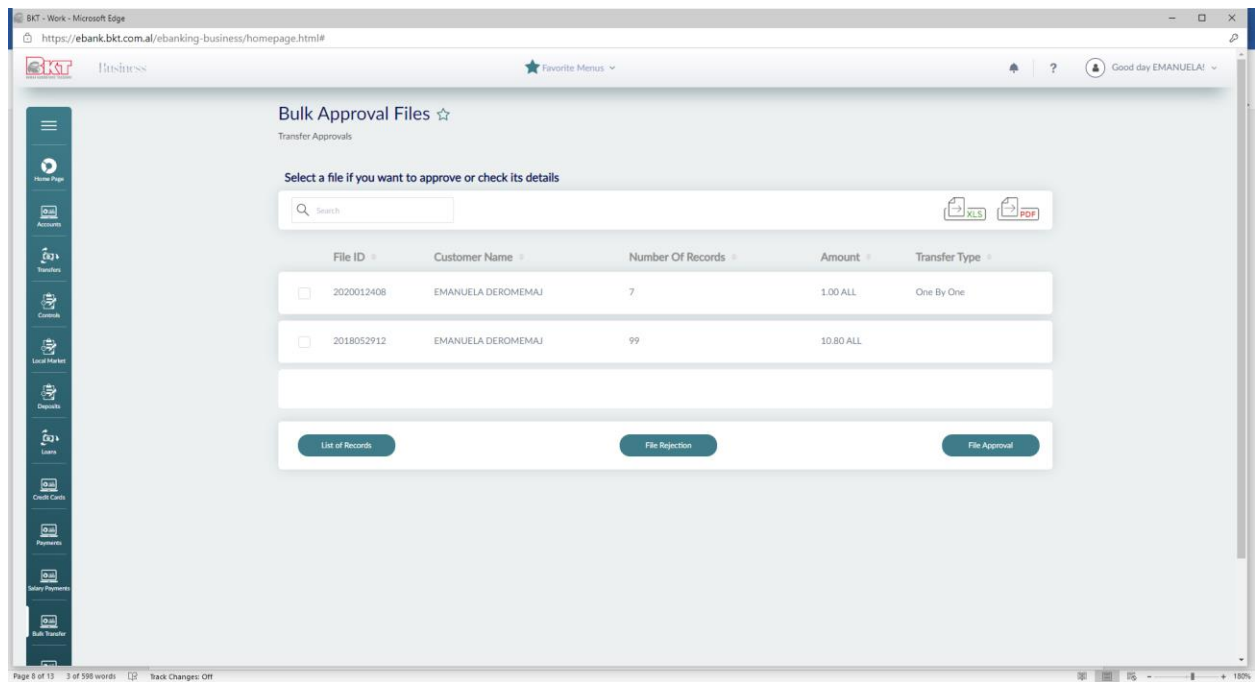 BKT - Work - Microsoft Edge
https://ebank.bkt.com.al/ebanking-business/homepage.html#
BKT
Business
Favorite Menus
?
Good day EMANUELA!
Home Page
Accounts
Transfers
Controls
Local Market
Deposits
Loans
Credit Cards
Payments
Salary Payments
Bulk Transfer
Bulk Approval Files
Transfer Approvals
Select a file if you want to approve or check its details
Search
XLS
PDF
File ID Customer Name Number Of Records Amount Transfer Type
2020012408 EMANUELA DEROMEMAJ 7 1.00 ALL One By One
2018052912 EMANUELA DEROMEMAJ 99 10.80 ALL
List of Records File Rejection File Approval
Page 8 of 13 3 of 598 words Track Changes: Off
180%